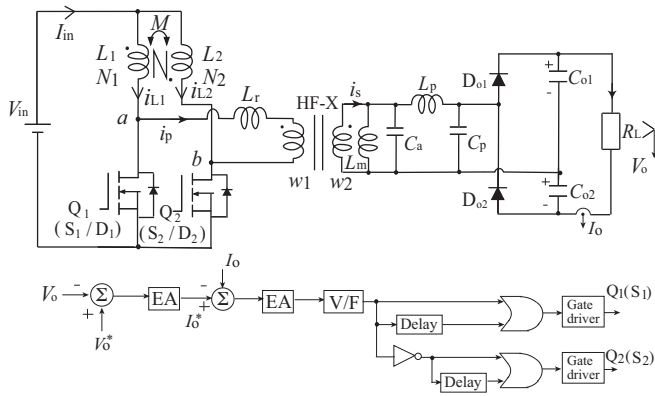 I_in M
L_1 L_2
N_1 N_2
i_L1 i_L2
V_in
a i_p L_r HF-X i_s L_p D_o1 + C_o1 -
b w_1 w_2 L_m C_a C_p R_L V_o
Q_1 Q_2 D_o2 + C_o2 -
(S_1/D_1) (S_2/D_2) I_o
I_o
V_o - Σ EA - Σ EA V/F Q_1(S_1)
+ I_o* + Delay Gate driver
V_o* Q_2(S_2)
Delay Gate driver